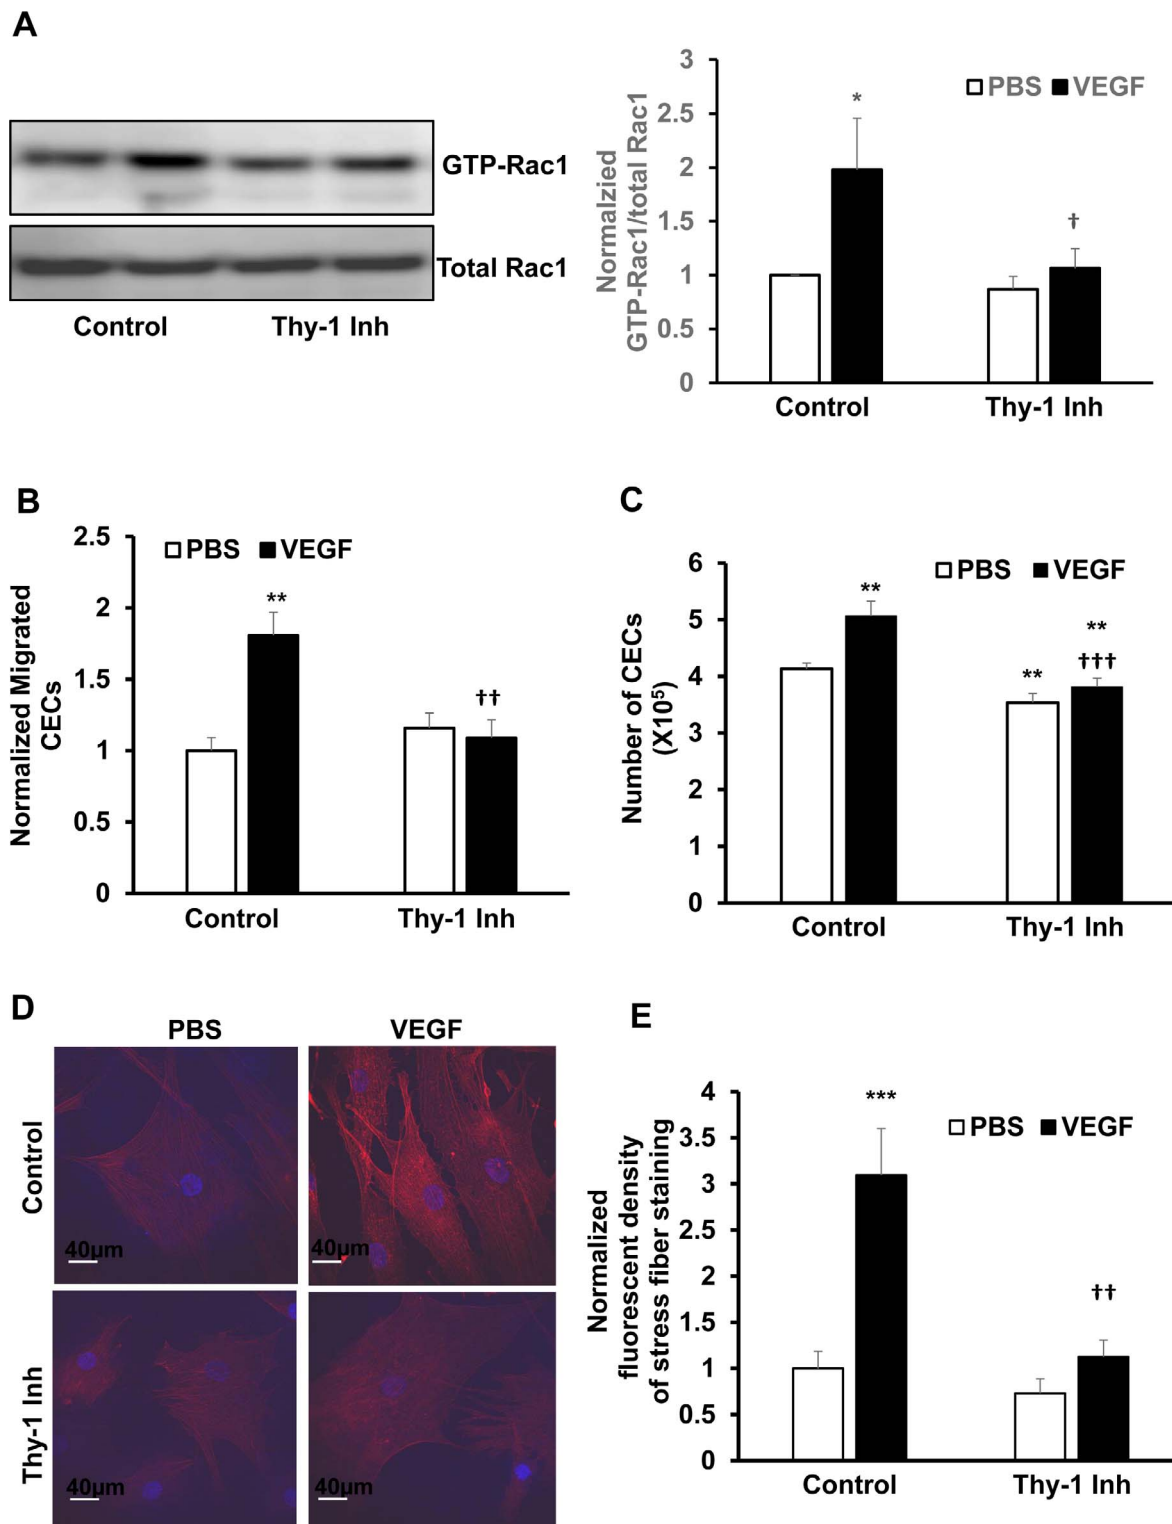 A
GTP-Rac1
Total Rac1
Control Thy-1 Inh
Normalzied
GTP-Rac1/total Rac1
3
2.5
2
1.5
1
0.5
0
PBS VEGF
*
†
Control Thy-1 Inh
B
Normalized Migrated
CECs
2.5
2
1.5
1
0.5
0
PBS VEGF
**
††
Control Thy-1 Inh
C
Number of CECs
(X10⁵)
6
5
4
3
2
1
0
PBS VEGF
**
**
**
†††
Control Thy-1 Inh
D
PBS VEGF
Control
40µm 40µm
Thy-1 Inh
40µm 40µm
E
Normalized
fluorescent density
of stress fiber staining
4
3.5
3
2.5
2
1.5
1
0.5
0
PBS VEGF
***
††
Control Thy-1 Inh